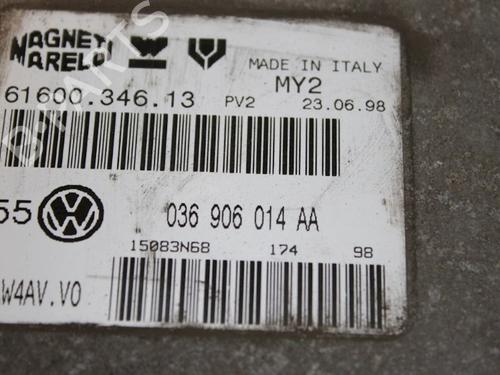 MAGNETI
MARELLI
MADE IN ITALY
61600.346.13 PV2 MY2 23.06.98
55 036 906 014 AA
15083N68 174 98
W4AV.V0
B-PARTS